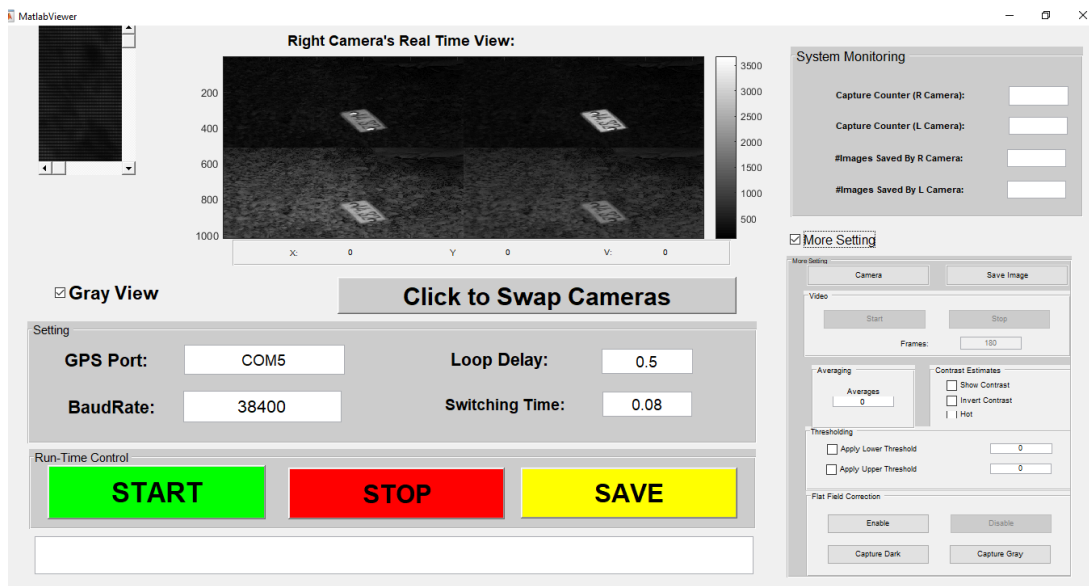 MatlabViewer
Right Camera's Real Time View:
200
400
600
800
1000
3500
3000
2500
2000
1500
1000
500
X: 0 Y 0 V: 0
Gray View
Click to Swap Cameras
Setting
GPS Port: COM5 Loop Delay: 0.5
BaudRate: 38400 Switching Time: 0.08
Run-Time Control
START STOP SAVE
System Monitoring
Capture Counter (R Camera):
Capture Counter (L Camera):
#Images Saved By R Camera:
#Images Saved By L Camera:
More Setting
More Setting
Camera Save Image
Video
Start Stop
Frames: 180
Averaging
Averages
0
Contrast Estimates
Show Contrast
Invert Contrast
Hot
Thresholding
Apply Lower Threshold 0
Apply Upper Threshold 0
Flat Field Correction
Enable Disable
Capture Dark Capture Gray